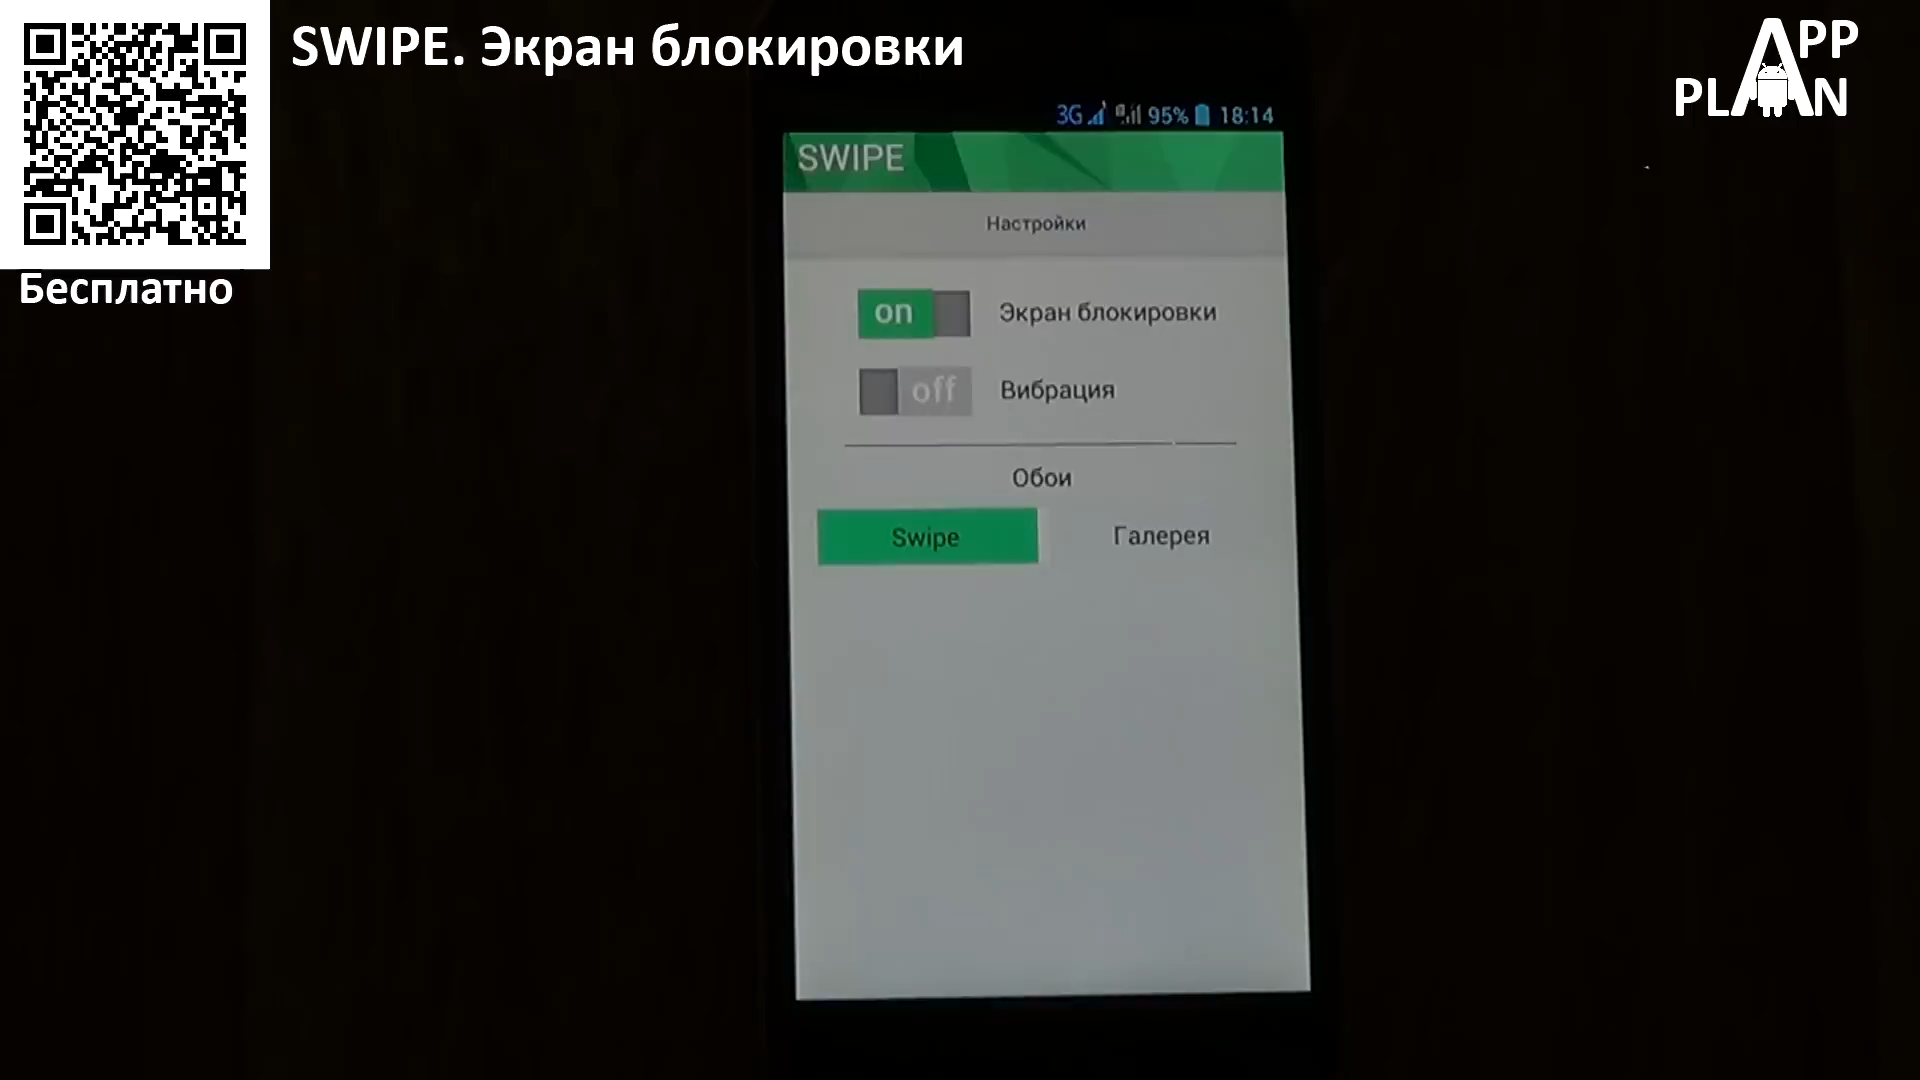 SWIPE. Экран блокировки
APP
PLAN
Бесплатно
3G 95% 18:14
SWIPE
Настройки
on Экран блокировки
off Вибрация
Обои
Swipe Галерея